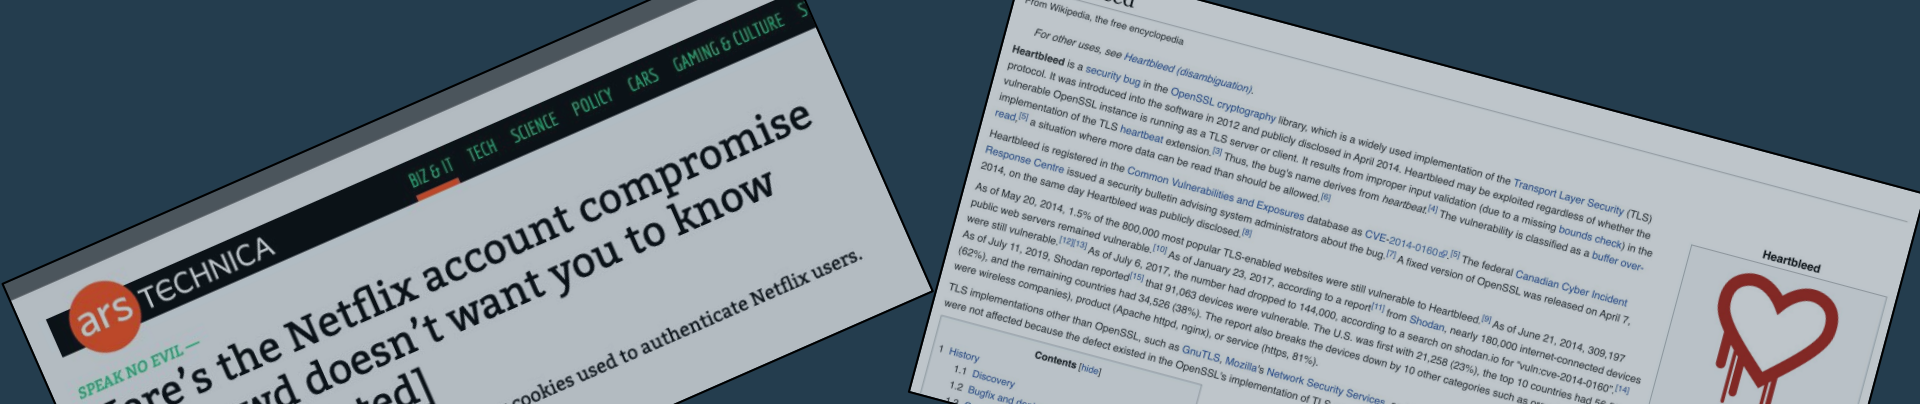 BIZ & IT TECH SCIENCE POLICY CARS GAMING & CULTURE S
ars TECHNICA
SPEAK NO EVIL —
ere's the Netflix account compromise
wd doesn't want you to know
ted]
cookies used to authenticate Netflix users.
From Wikipedia, the free encyclopedia
For other uses, see Heartbleed (disambiguation).
Heartbleed is a security bug in the OpenSSL cryptography library, which is a widely used implementation of the Transport Layer Security (TLS)
protocol. It was introduced into the software in 2012 and publicly disclosed in April 2014. Heartbleed may be exploited regardless of whether the
vulnerable OpenSSL instance is running as a TLS server or client. It results from improper input validation (due to a missing bounds check) in the
implementation of the TLS heartbeat extension.[3] Thus, the bug's name derives from heartbeat.[4] The vulnerability is classified as a buffer over-
read,[5] a situation where more data can be read than should be allowed.[6]
Heartbleed is registered in the Common Vulnerabilities and Exposures database as CVE-2014-0160.[5] The federal Canadian Cyber Incident
Response Centre issued a security bulletin advising system administrators about the bug.[7] A fixed version of OpenSSL was released on April 7,
2014, on the same day Heartbleed was publicly disclosed.[8]
As of May 20, 2014, 1.5% of the 800,000 most popular TLS-enabled websites were still vulnerable to Heartbleed.[9] As of June 21, 2014, 309,197
public web servers remained vulnerable.[10] As of January 23, 2017, according to a report[11] from Shodan, nearly 180,000 internet-connected devices
were still vulnerable.[12][13] As of July 6, 2017, the number had dropped to 144,000, according to a search on shodan.io for "vuln:cve-2014-0160".[14]
As of July 11, 2019, Shodan reported[15] that 91,063 devices were vulnerable. The U.S. was first with 21,258 (23%), the top 10 countries had 56
(62%), and the remaining countries had 34,526 (38%). The report also breaks the devices down by 10 other categories such as
were wireless companies), product (Apache httpd, nginx), or service (https, 81%).
TLS implementations other than OpenSSL, such as GnuTLS, Mozilla's Network Security Services,
were not affected because the defect existed in the OpenSSL's implementation of TLS
Contents [hide]
1 History
1.1 Discovery
1.2 Bugfix and
Heartbleed